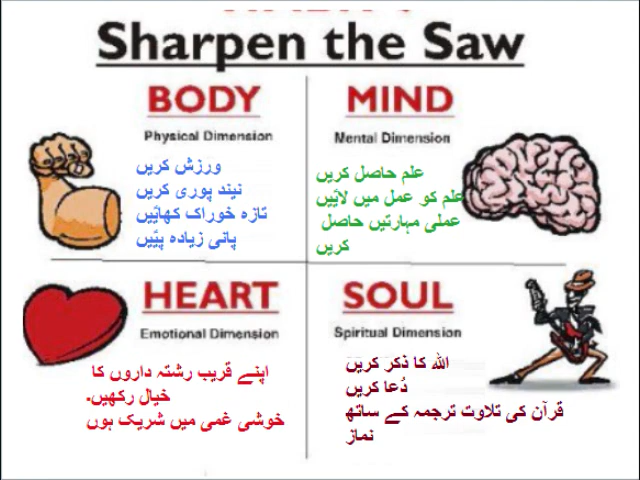 Sharpen the Saw
BODY
Physical Dimension
ورزش کریں
نیند پوری کریں
تازہ خوراک کھائیں
پانی زیادہ پئیں
MIND
Mental Dimension
علم حاصل کریں
علم کو عمل میں لائیں
عملی مہارتیں حاصل
کریں
HEART
Emotional Dimension
اپنے قریب رشتہ داروں کا
خیال رکھیں۔
خوشی غمی میں شریک ہوں
SOUL
Spiritual Dimension
اللہ کا ذکر کریں
دُعا کریں
قرآن کی تلاوت ترجمہ کے ساتھ
نماز